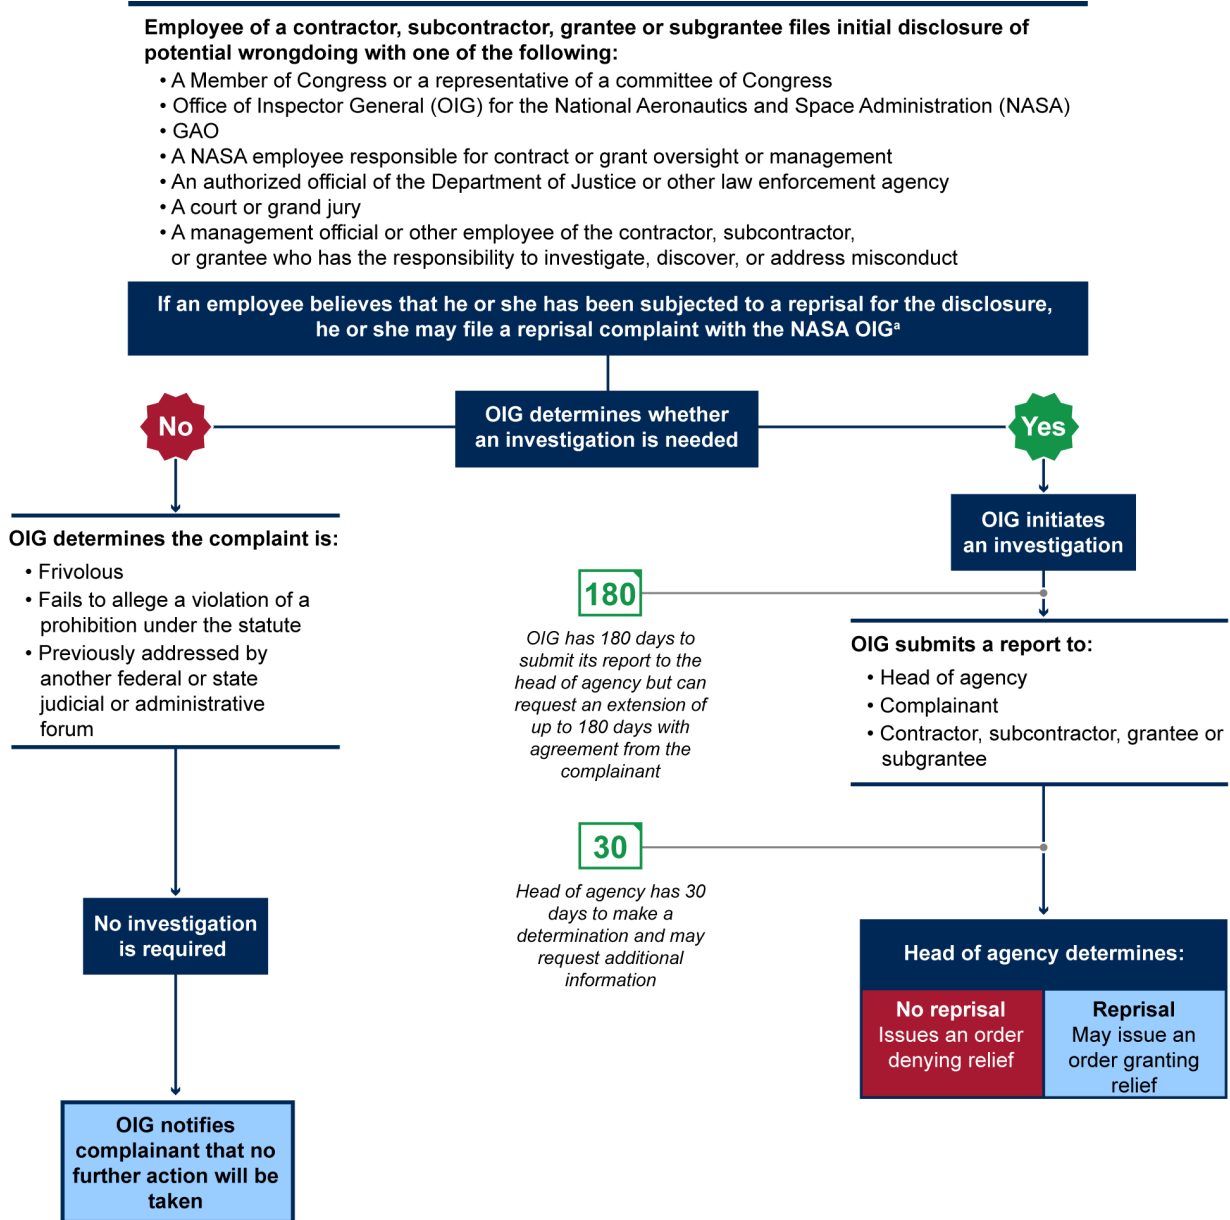 Employee of a contractor, subcontractor, grantee or subgrantee files initial disclosure of
potential wrongdoing with one of the following:
• A Member of Congress or a representative of a committee of Congress
• Office of Inspector General (OIG) for the National Aeronautics and Space Administration (NASA)
• GAO
• A NASA employee responsible for contract or grant oversight or management
• An authorized official of the Department of Justice or other law enforcement agency
• A court or grand jury
• A management official or other employee of the contractor, subcontractor,
or grantee who has the responsibility to investigate, discover, or address misconduct
If an employee believes that he or she has been subjected to a reprisal for the disclosure,
he or she may file a reprisal complaint with the NASA OIGᵃ
OIG determines whether
an investigation is needed
No
Yes
OIG determines the complaint is:
• Frivolous
• Fails to allege a violation of a
prohibition under the statute
• Previously addressed by
another federal or state
judicial or administrative
forum
No investigation
is required
OIG notifies
complainant that no
further action will be
taken
OIG initiates
an investigation
180
OIG has 180 days to
submit its report to the
head of agency but can
request an extension of
up to 180 days with
agreement from the
complainant
OIG submits a report to:
• Head of agency
• Complainant
• Contractor, subcontractor, grantee or
subgrantee
30
Head of agency has 30
days to make a
determination and may
request additional
information
Head of agency determines:
No reprisal
Issues an order
denying relief
Reprisal
May issue an
order granting
relief